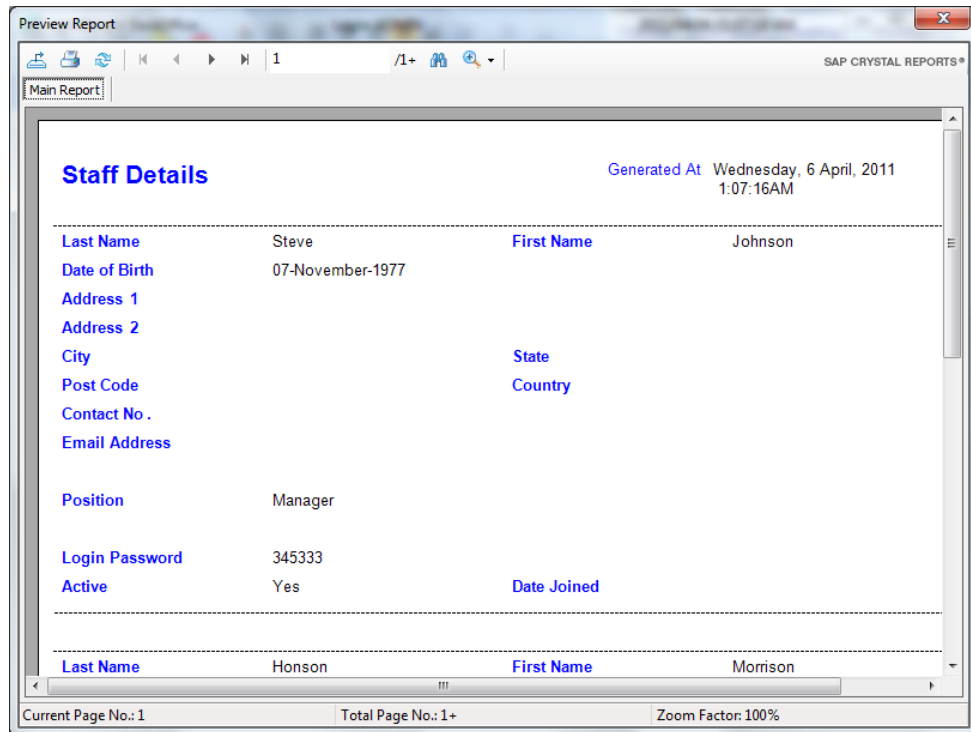 Preview Report
1 /1+ SAP CRYSTAL REPORTS®
Main Report
Staff Details Generated At Wednesday, 6 April, 2011
1:07:16AM
Last Name Steve First Name Johnson
Date of Birth 07-November-1977
Address 1
Address 2
City State
Post Code Country
Contact No .
Email Address
Position Manager
Login Password 345333
Active Yes Date Joined
Last Name Honson First Name Morrison
Current Page No.: 1 Total Page No.: 1+ Zoom Factor: 100%